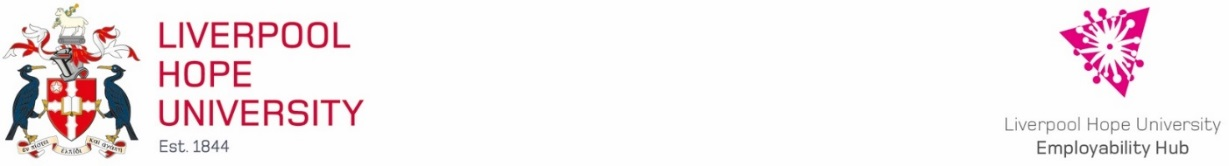 LIVERPOOL
HOPE
UNIVERSITY
Est. 1844
Liverpool Hope University
Employability Hub